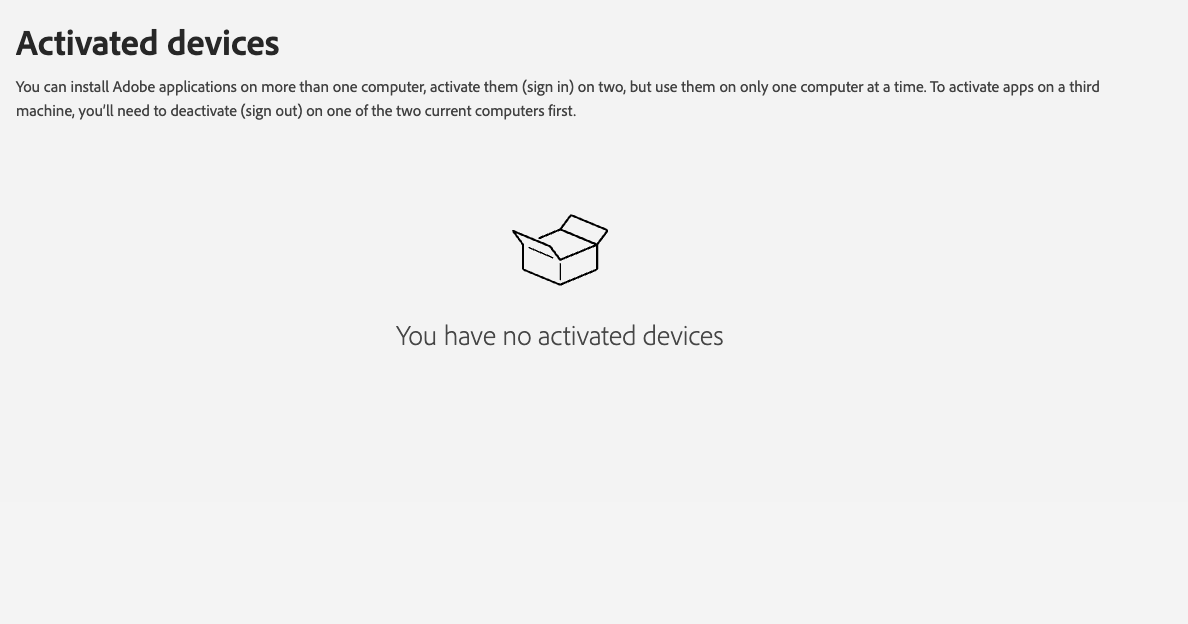 Activated devices
You can install Adobe applications on more than one computer, activate them (sign in) on two, but use them on only one computer at a time. To activate apps on a third
machine, you’ll need to deactivate (sign out) on one of the two current computers first.
You have no activated devices